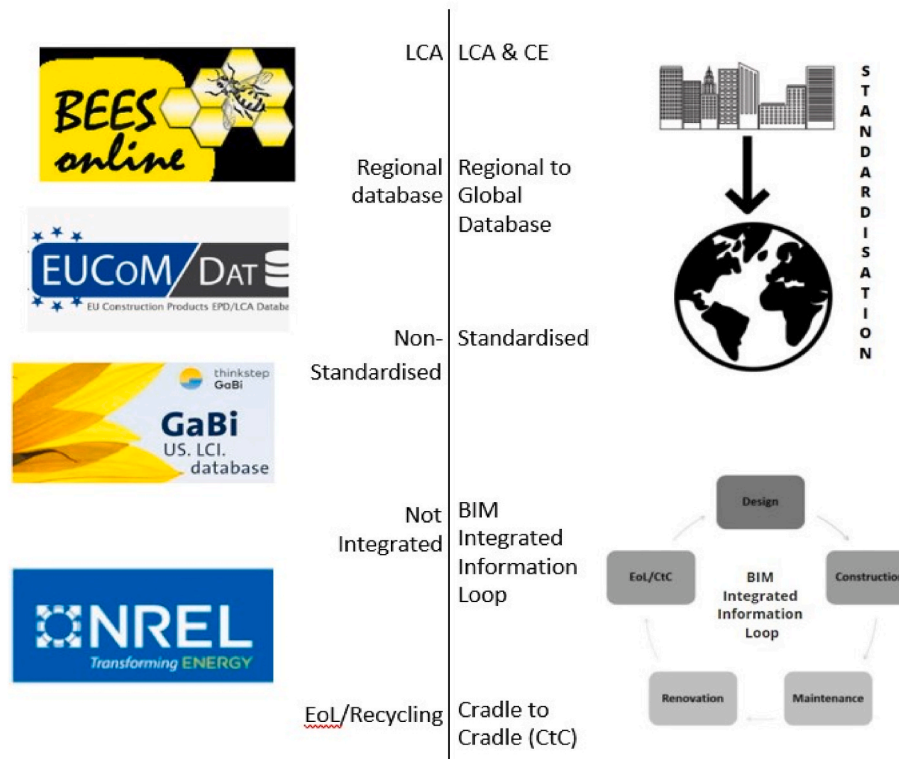 BEES
online
EUCoM/DAT
EU Construction Products EPD/LCA Databa
thinkstep
GaBi
GaBi
US. LCI.
database
NREL
Transforming ENERGY
LCA
Regional
database
Non-
Standardised
Not
Integrated
EoL/Recycling
LCA & CE
Regional to
Global
Database
Standardised
BIM
Integrated
Information
Loop
Cradle to
Cradle (CtC)
STANDARDISATION
Design
Construction
Maintenance
Renovation
EoL/CtC
BIM
Integrated
Information
Loop